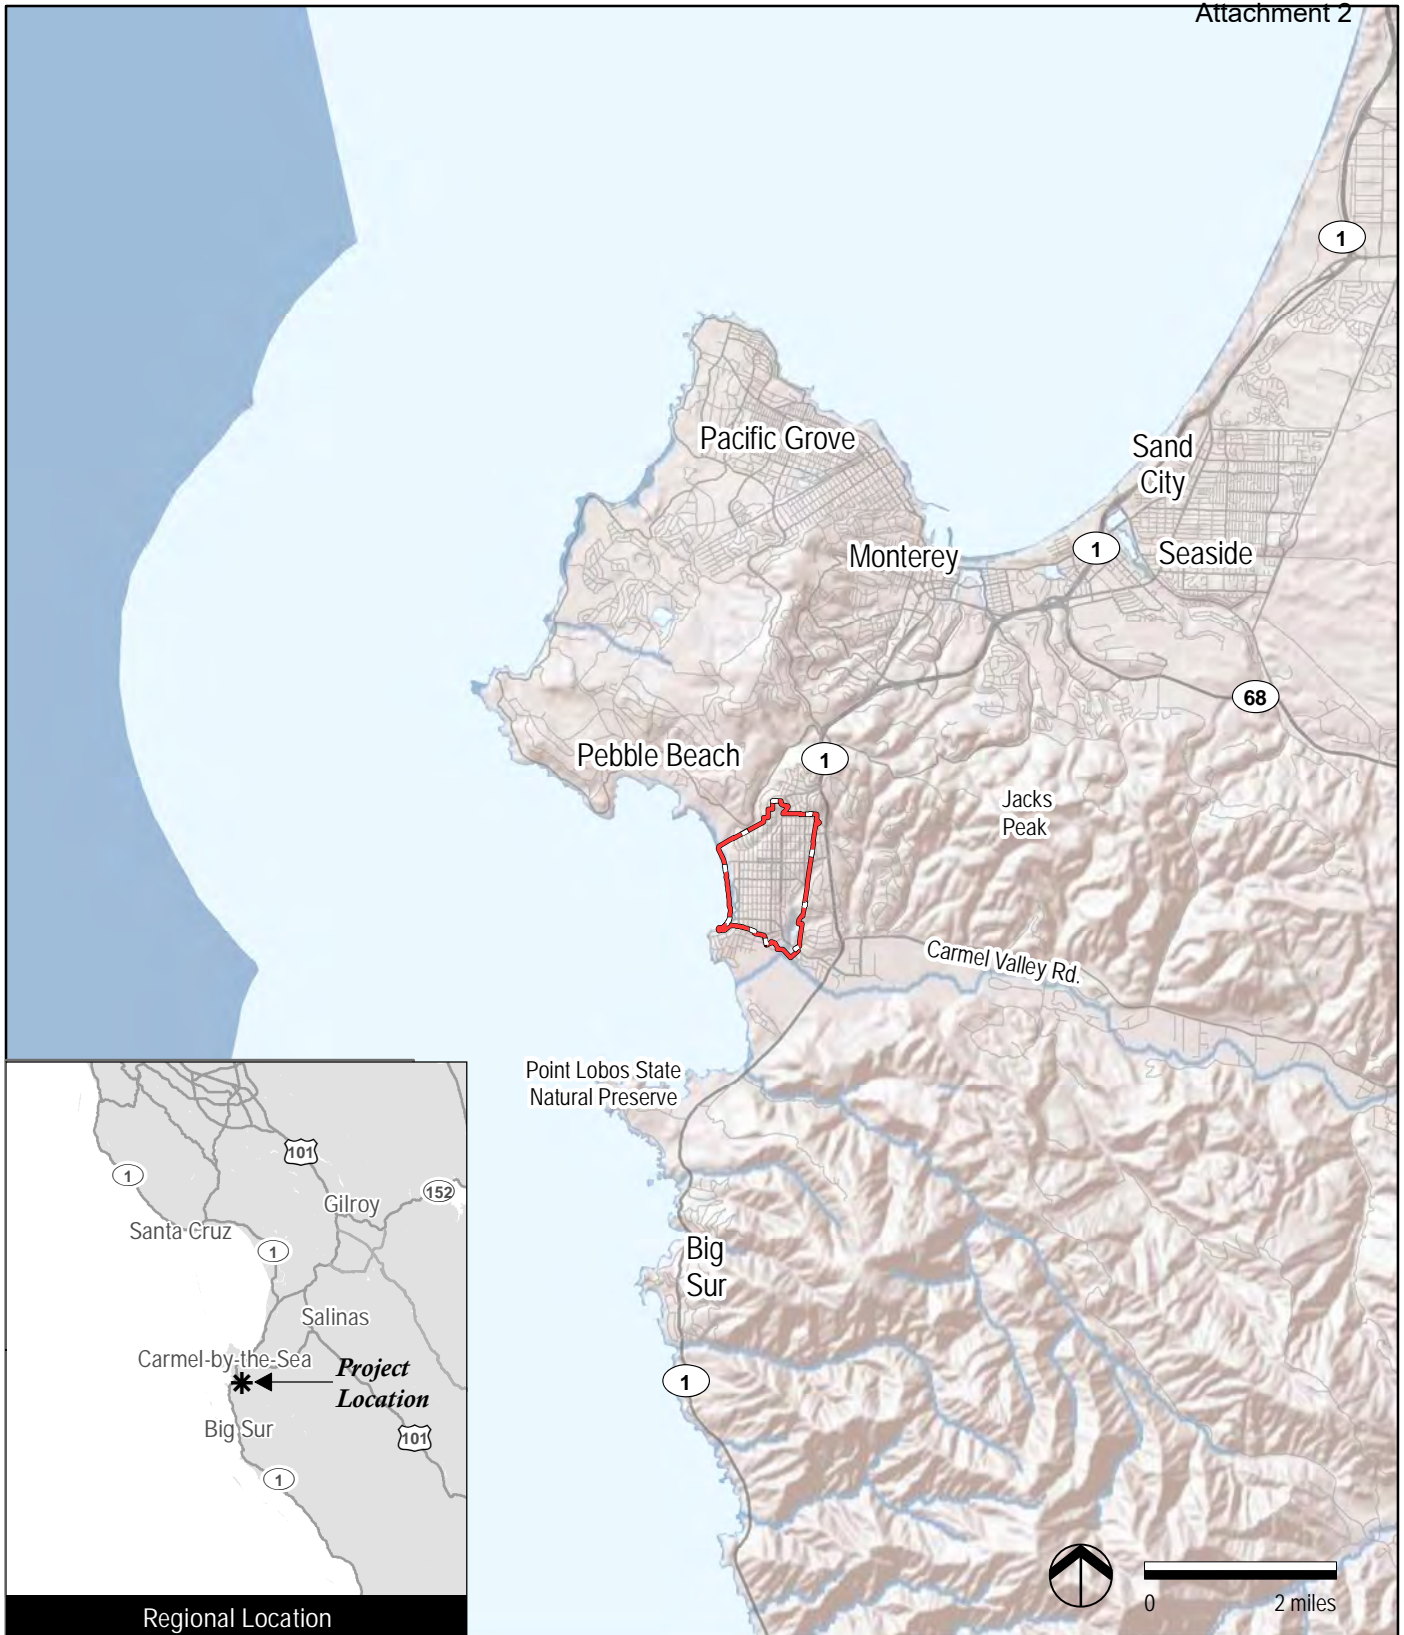 Attachment 2
1
Pacific Grove
Sand
City
Monterey
1
Seaside
68
Pebble Beach
1
Jacks
Peak
Carmel Valley Rd.
Point Lobos State
Natural Preserve
Big
Sur
1
0
2 miles
101
1
152
Gilroy
Santa Cruz
1
Salinas
Carmel-by-the-Sea
Project
Location
Big Sur
101
1
Regional Location